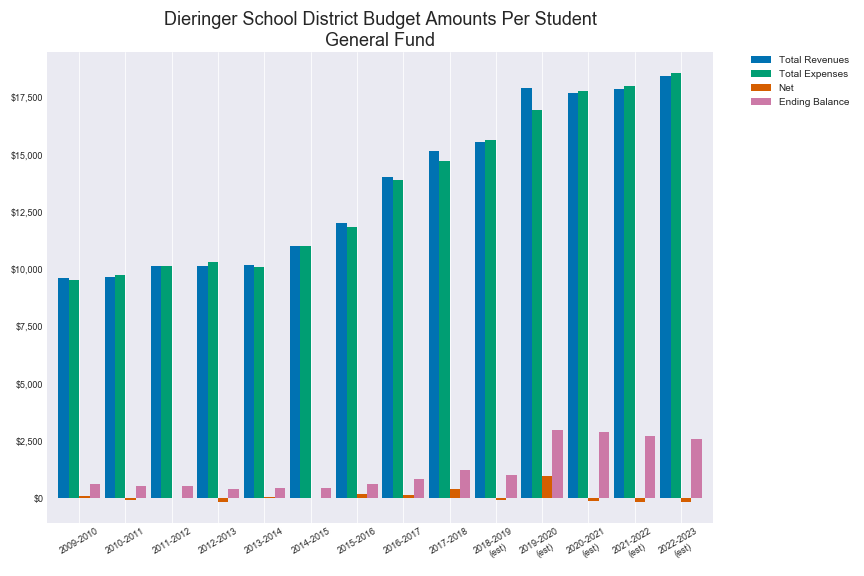 Dieringer School District Budget Amounts Per Student
General Fund
Total Revenues
Total Expenses
Net
Ending Balance
$17,500
$15,000
$12,500
$10,000
$7,500
$5,000
$2,500
$0
2009-2010
2010-2011
2011-2012
2012-2013
2013-2014
2014-2015
2015-2016
2016-2017
2017-2018
2018-2019
(est)
2019-2020
(est)
2020-2021
(est)
2021-2022
(est)
2022-2023
(est)